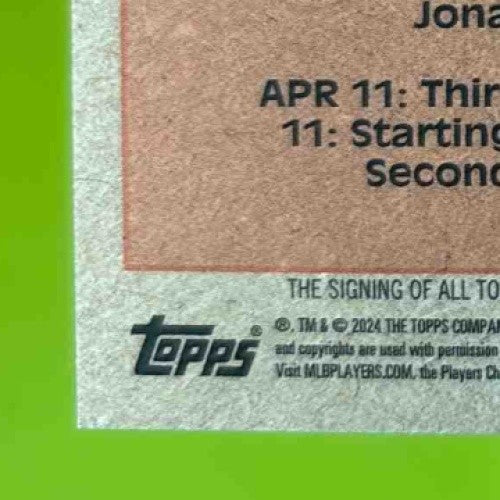 Jona
APR 11: Thir
11: Starting
Second
THE SIGNING OF ALL TO
®, TM & © 2024 THE TOPPS COMPAN
and copyrights are used with permission
Visit MLBPLAYERS.COM, the Players Ch
Topps®